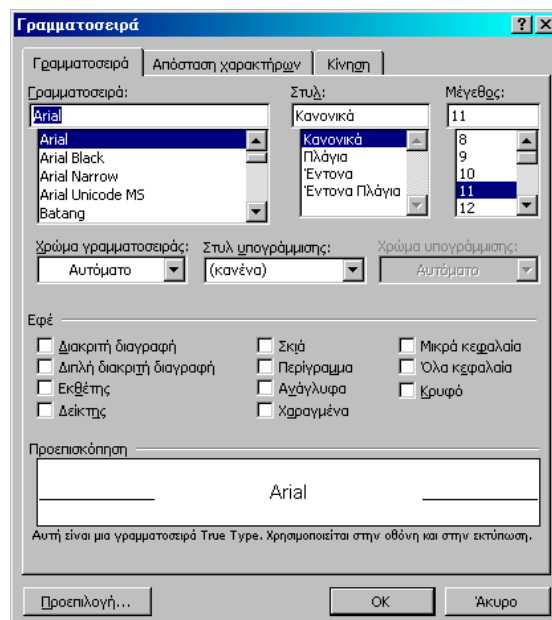 Γραμματοσειρά
Γραμματοσειρά Απόσταση χαρακτήρων Κίνηση
Γραμματοσειρά: Στυλ: Μέγεθος:
Arial Κανονικά 11
Arial Κανονικά 8
Arial Black Πλάγια 9
Arial Narrow Έντονα 10
Arial Unicode MS Έντονα Πλάγια 11
Batang 12
Χρώμα γραμματοσειράς: Στυλ υπογράμμισης: Χρώμα υπογράμμισης:
Αυτόματο (κανένα) Αυτόματο
Εφέ
Διακριτή διαγραφή Σκιά Μικρά κεφαλαία
Διπλή διακριτή διαγραφή Περίγραμμα Όλα κεφαλαία
Εκθέτης Ανάγλυφα Κρυφό
Δείκτης Χαραγμένα
Προεπισκόπηση
Arial
Αυτή είναι μια γραμματοσειρά True Type. Χρησιμοποιείται στην οθόνη και στην εκτύπωση.
Προεπιλογή... OK Άκυρο